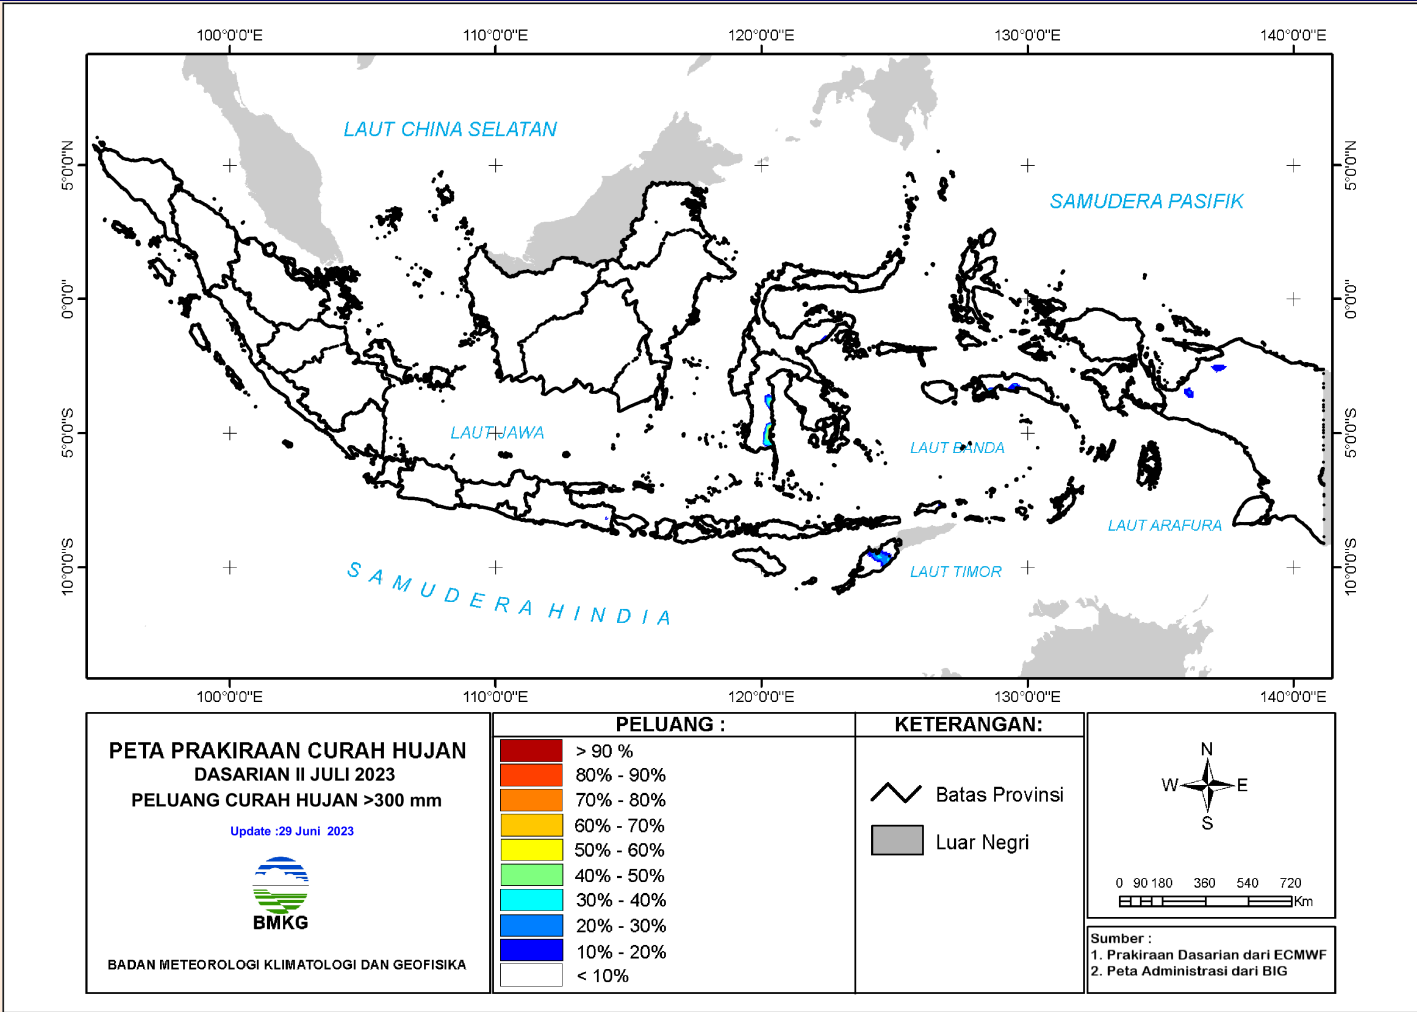 100°0'0"E 110°0'0"E 120°0'0"E 130°0'0"E 140°0'0"E
LAUT CHINA SELATAN
5°0'0"N 5°0'0"N
SAMUDERA PASIFIK
0°0'0" 0°0'0"
LAUT JAWA
5°0'0"S 5°0'0"S
LAUT BANDA
LAUT ARAFURA
10°0'0"S 10°0'0"S
LAUT TIMOR
SAMUDERA HINDIA
100°0'0"E 110°0'0"E 120°0'0"E 130°0'0"E 140°0'0"E
PETA PRAKIRAAN CURAH HUJAN
DASARIAN II JULI 2023
PELUANG CURAH HUJAN >300 mm
Update :29 Juni 2023
BMKG
BADAN METEOROLOGI KLIMATOLOGI DAN GEOFISIKA
PELUANG :
> 90 %
80% - 90%
70% - 80%
60% - 70%
50% - 60%
40% - 50%
30% - 40%
20% - 30%
10% - 20%
< 10%
KETERANGAN:
Batas Provinsi
Luar Negri
N
W E
S
0 90 180 360 540 720
Km
Sumber :
1. Prakiraan Dasarian dari ECMWF
2. Peta Administrasi dari BIG